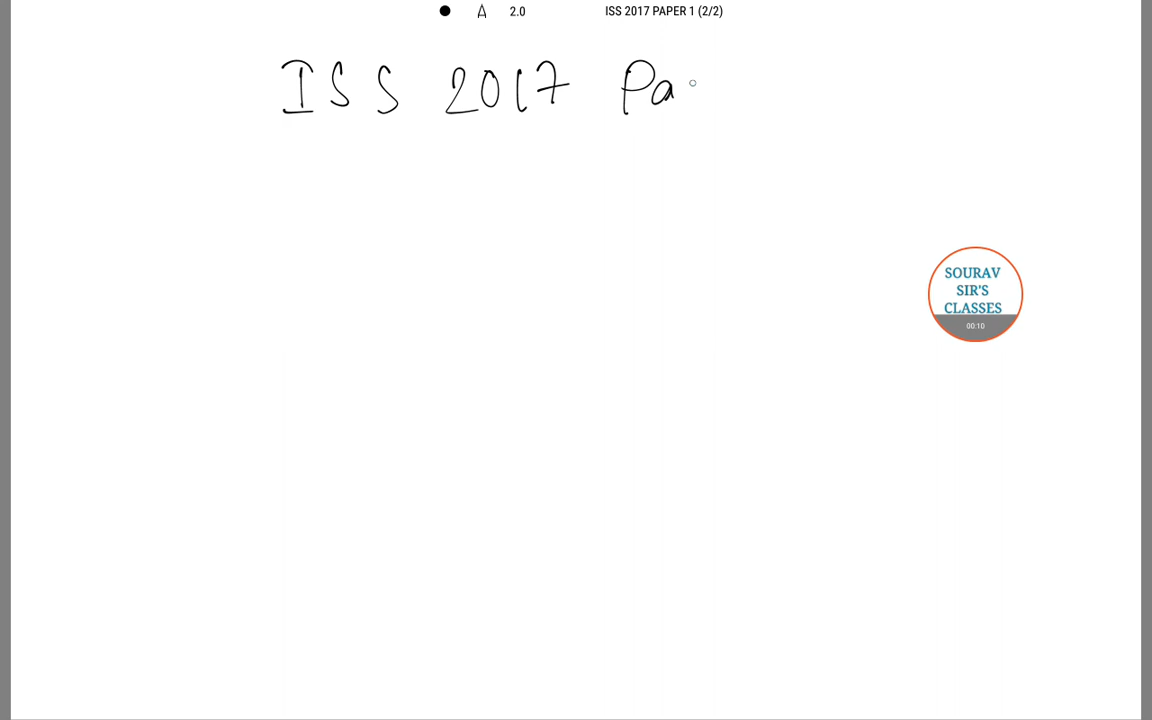 ● A 2.0 ISS 2017 PAPER 1 (2/2)
ISS 2017 Pa
SOURAV
SIR'S
CLASSES
00:10